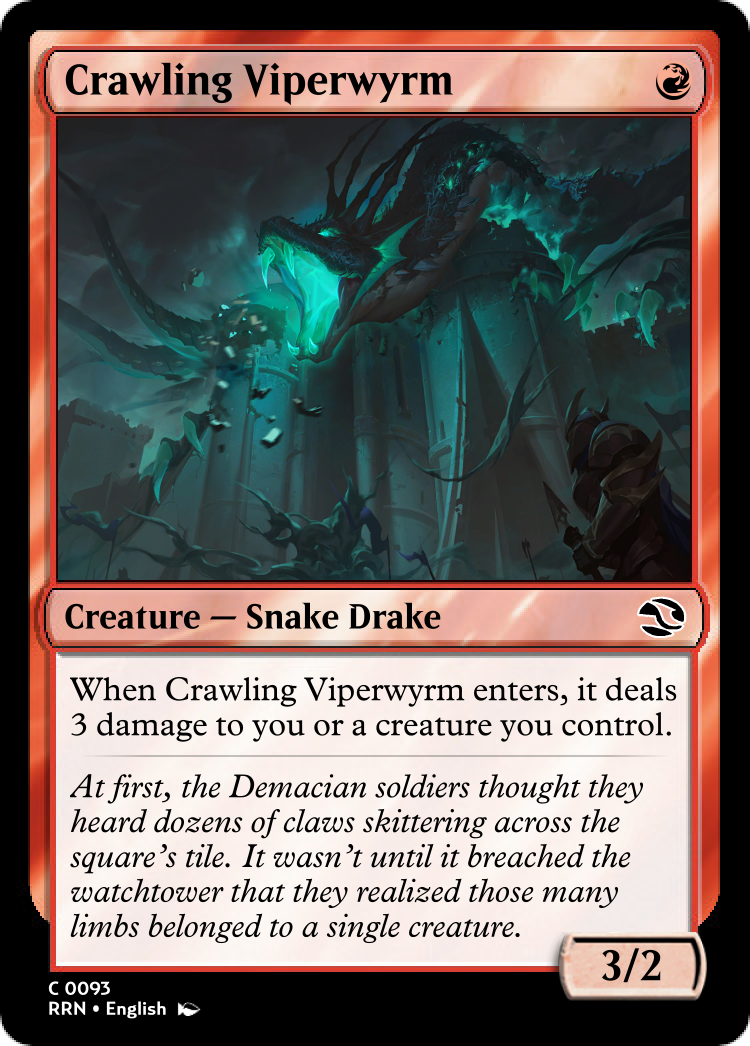 Crawling Viperwyrm
Creature — Snake Drake
When Crawling Viperwyrm enters, it deals
3 damage to you or a creature you control.
At first, the Demacian soldiers thought they
heard dozens of claws skittering across the
square's tile. It wasn't until it breached the
watchtower that they realized those many
limbs belonged to a single creature.
3/2
C 0093
RRN • English